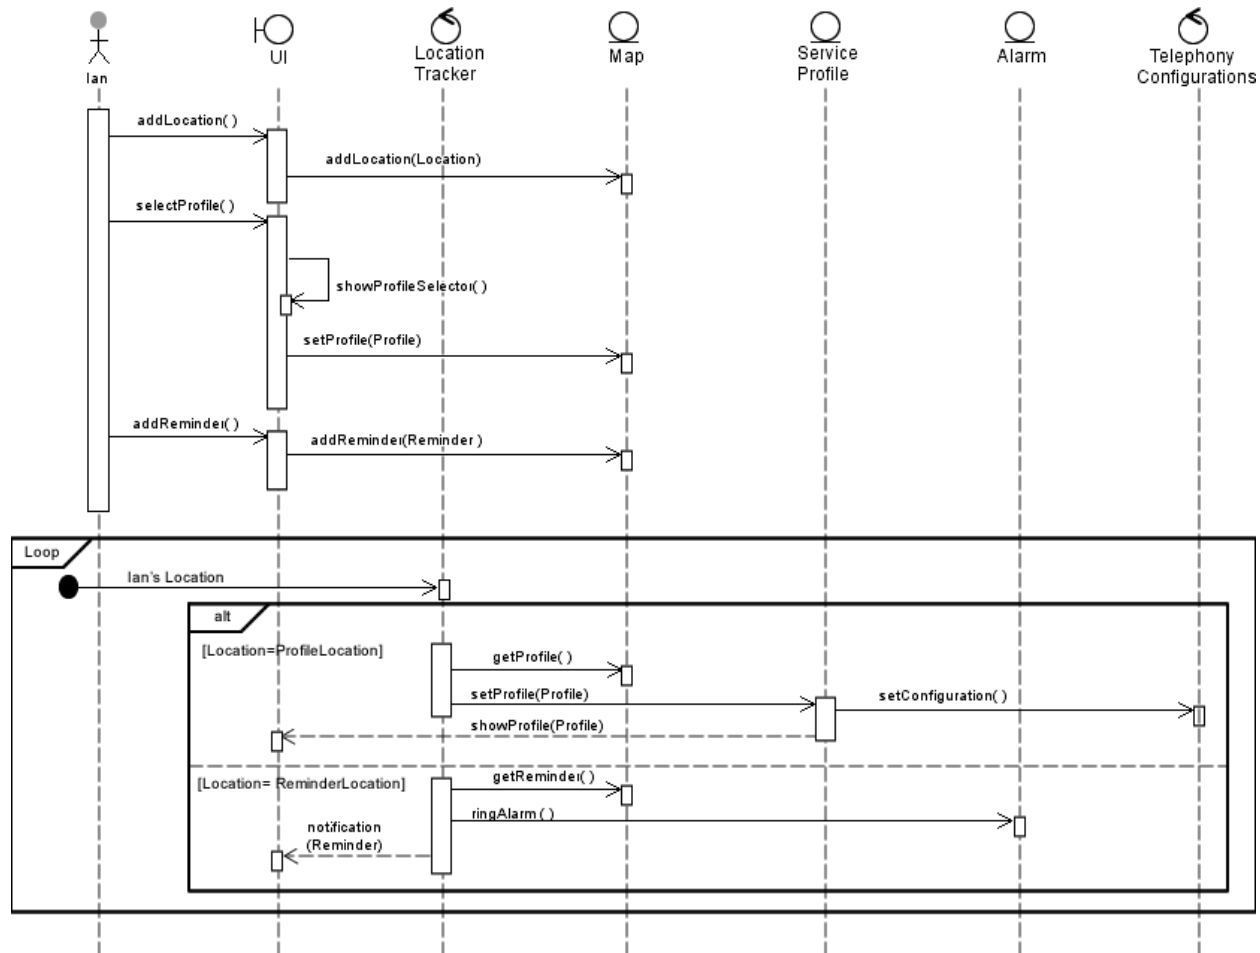 Ian
UI
Location
Tracker
Map
Service
Profile
Alarm
Telephony
Configurations
addLocation( )
addLocation(Location)
selectProfile( )
showProfileSelector( )
setProfile(Profile)
addReminder( )
addReminder(Reminder )
Loop
Ian's Location
alt
[Location=ProfileLocation]
getProfile( )
setProfile(Profile)
setConfiguration( )
showProfile(Profile)
[Location= ReminderLocation]
getReminder( )
ringAlarm ( )
notification
(Reminder)